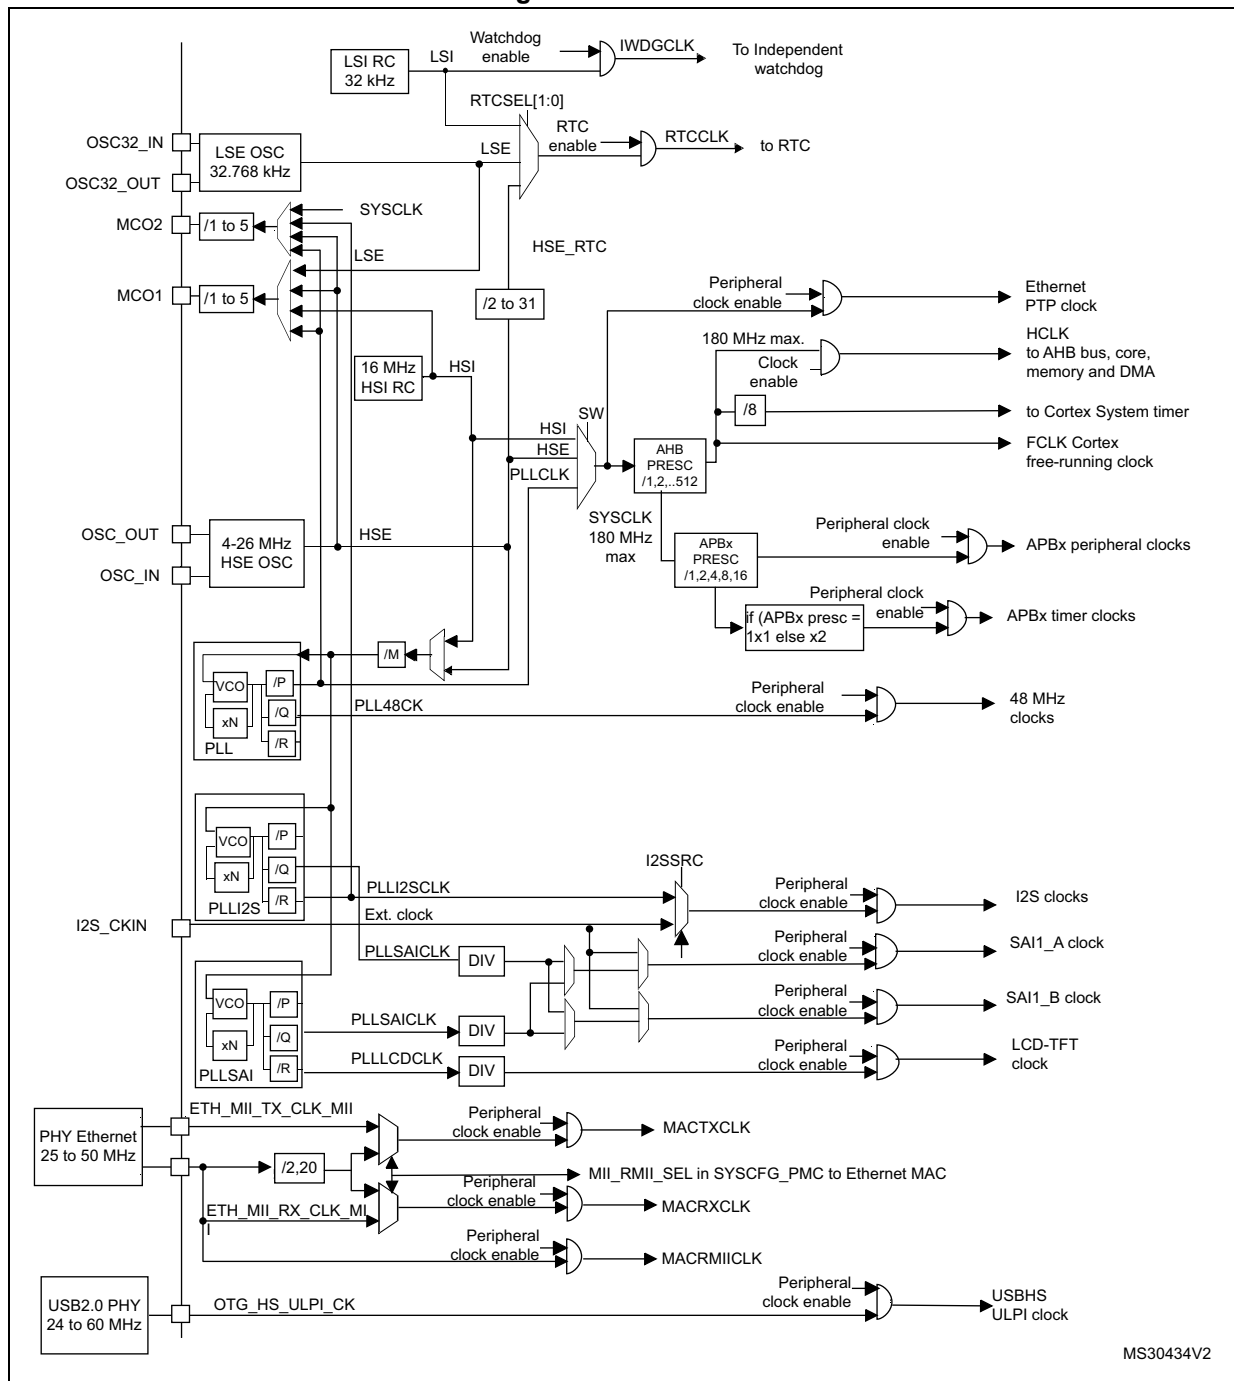 Watchdog
enable
IWDGCLK
To Independent
watchdog
LSI RC
32 kHz
LSI
RTCSEL[1:0]
OSC32_IN
OSC32_OUT
LSE OSC
32.768 kHz
LSE
RTC
enable
RTCCLK
to RTC
MCO2
/1 to 5
SYSCLK
LSE
HSE_RTC
MCO1
/1 to 5
/2 to 31
Peripheral
clock enable
Ethernet
PTP clock
180 MHz max.
Clock
enable
HCLK
to AHB bus, core,
memory and DMA
16 MHz
HSI RC
HSI
/8
to Cortex System timer
SW
HSI
HSE
PLLCLK
AHB
PRESC
/1,2,..512
FCLK Cortex
free-running clock
SYSCLK
180 MHz
max
OSC_OUT
OSC_IN
4-26 MHz
HSE OSC
HSE
APBx
PRESC
/1,2,4,8,16
Peripheral clock
enable
APBx peripheral clocks
if (APBx presc =
1x1 else x2
Peripheral clock
enable
APBx timer clocks
/M
VCO
xN
/P
/Q
/R
PLL
PLL48CK
Peripheral
clock enable
48 MHz
clocks
VCO
xN
/P
/Q
/R
PLLI2S
I2SSRC
PLLI2SCLK
Peripheral
clock enable
I2S clocks
I2S_CKIN
Ext. clock
PLLSAICLK
DIV
Peripheral
clock enable
SAI1_A clock
VCO
xN
/P
/Q
/R
PLLSAI
PLLSAICLK
DIV
Peripheral
clock enable
SAI1_B clock
PLLLCDCLK
DIV
Peripheral
clock enable
LCD-TFT
clock
PHY Ethernet
25 to 50 MHz
ETH_MII_TX_CLK_MII
Peripheral
clock enable
MACTXCLK
/2,20
MII_RMII_SEL in SYSCFG_PMC to Ethernet MAC
ETH_MII_RX_CLK_MI
I
Peripheral
clock enable
MACRXCLK
Peripheral
clock enable
MACRMIICLK
USB2.0 PHY
24 to 60 MHz
OTG_HS_ULPI_CK
Peripheral
clock enable
USBHS
ULPI clock
MS30434V2